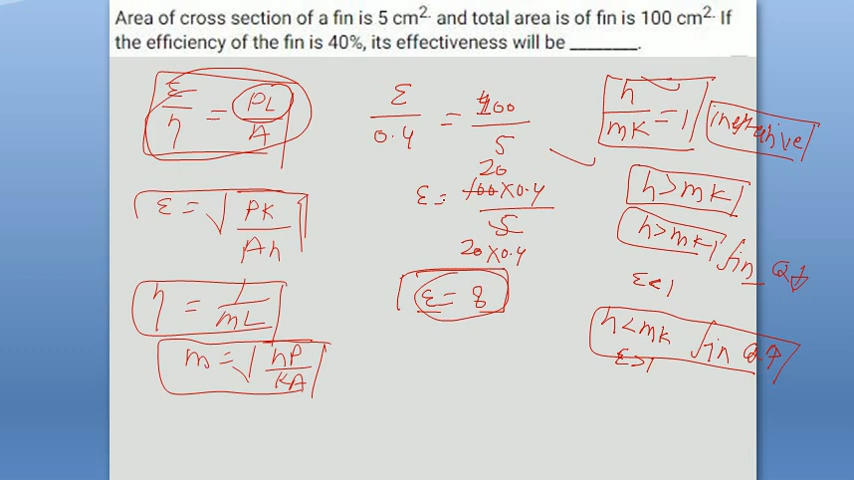 Area of cross section of a fin is 5 cm². and total area is of fin is 100 cm². If
the efficiency of the fin is 40%, its effectiveness will be ________.
ε/η = PL/A
ε = √(PK/Ah)
η = 1/mL
m = √(hP/KA)
ε/0.4 = 100/5
20
ε = 100×0.4/5
20×0.4
ε = 8
h/mK = 1
h>mK
h>mK fin Q↓
ε<1
h<mK fin Q↑
ε>1